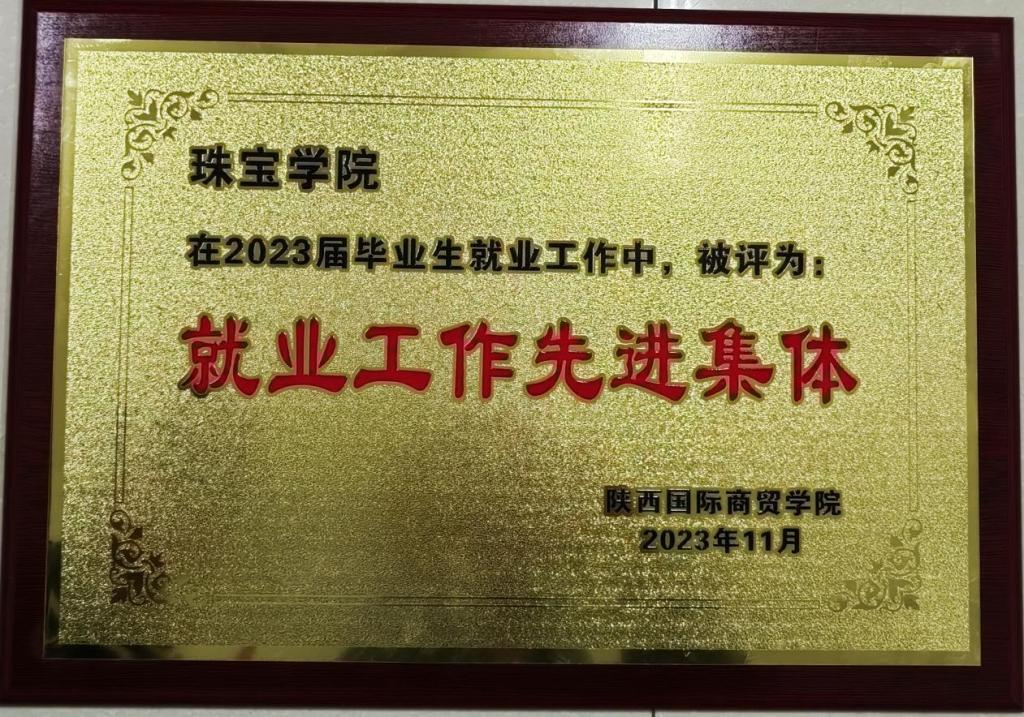 珠宝学院
在2023届毕业生就业工作中，被评为：
就业工作先进集体
陕西国际商贸学院
2023年11月